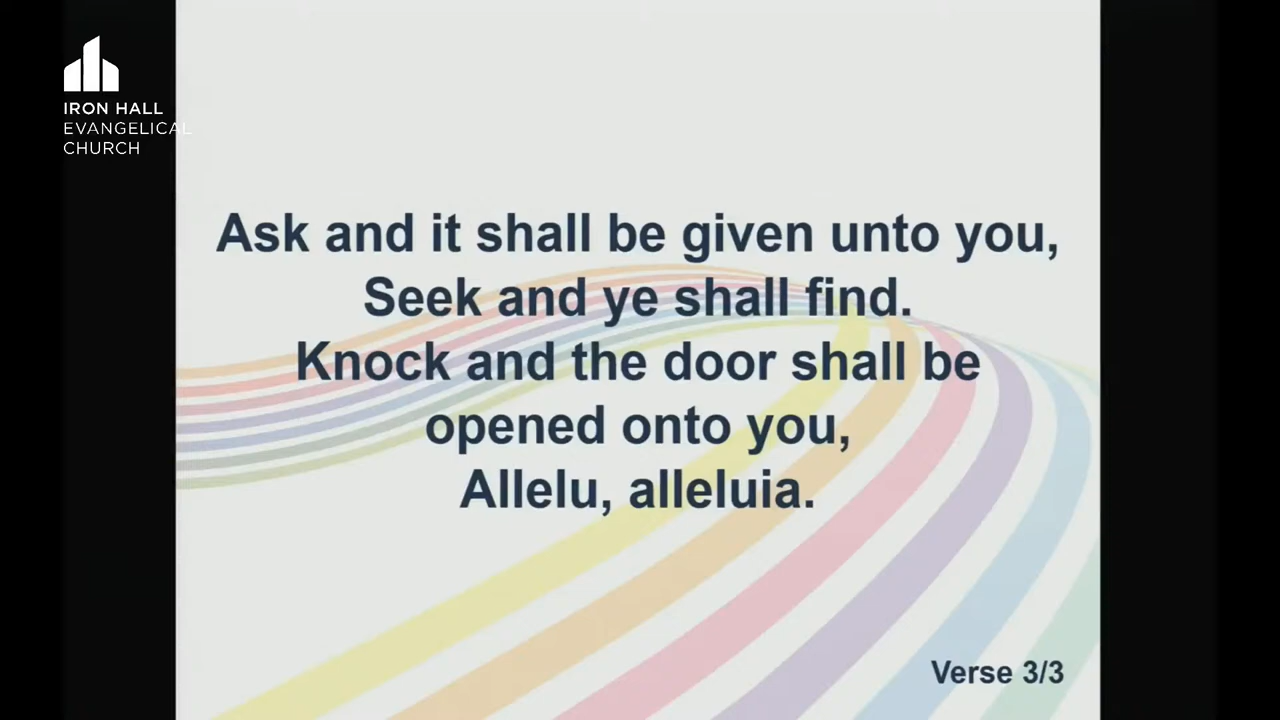 IRON HALL
EVANGELICAL
CHURCH
Ask and it shall be given unto you,
Seek and ye shall find.
Knock and the door shall be
opened onto you,
Allelu, alleluia.
Verse 3/3